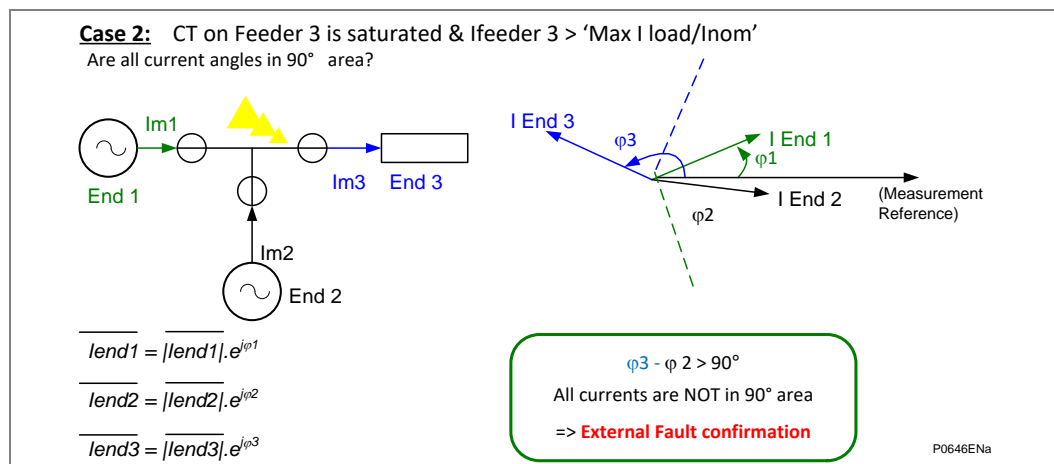 Case 2: CT on Feeder 3 is saturated & Ifeeder 3 > ‘Max I load/Inom’
Are all current angles in 90° area?
Im1
End 1
Im3
End 3
Im2
End 2
I End 3
φ3
I End 1
φ1
I End 2
φ2
(Measurement
Reference)
Iend1 = |Iend1|.e^jφ1
Iend2 = |Iend2|.e^jφ2
Iend3 = |Iend3|.e^jφ3
φ3 - φ 2 > 90°
All currents are NOT in 90° area
=> External Fault confirmation
P0646ENa